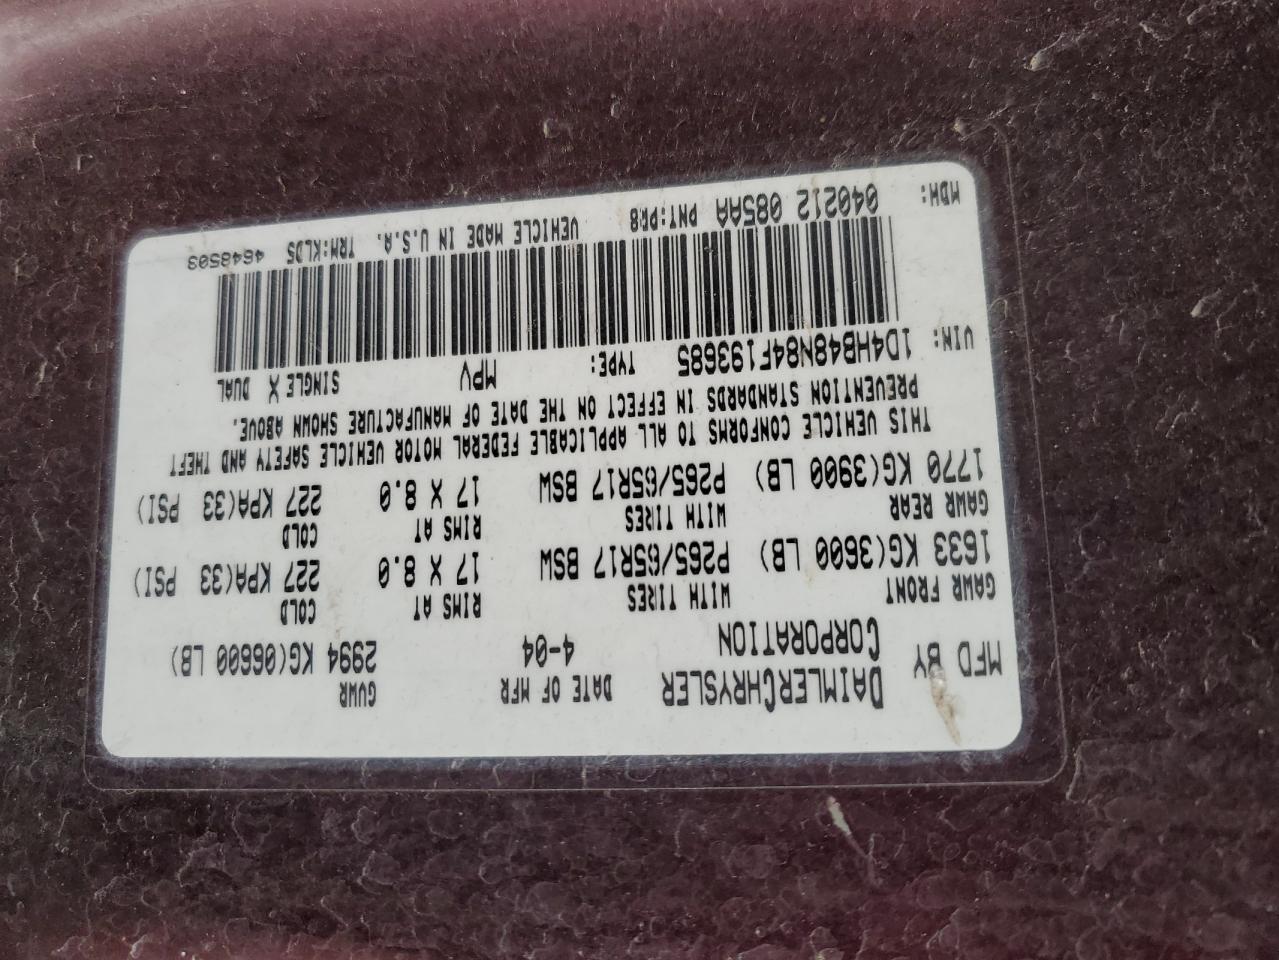 MFD BY DAIMLERCHRYSLER CORPORATION DATE OF MFR 4-04 GVWR 2994 KG(06600 LB)
GAWR FRONT WITH TIRES RIMS AT COLD
1633 KG(3600 LB) P265/65R17 BSW 17 X 8.0 227 KPA(33 PSI)
GAWR REAR WITH TIRES RIMS AT COLD
1770 KG(3900 LB) P265/65R17 BSW 17 X 8.0 227 KPA(33 PSI)
THIS VEHICLE CONFORMS TO ALL APPLICABLE FEDERAL MOTOR VEHICLE SAFETY AND THEFT
PREVENTION STANDARDS IN EFFECT ON THE DATE OF MANUFACTURE SHOWN ABOVE.
VIN: 1D4HB48N84F193685 TYPE: MPV SINGLE X DUAL
MDH: 040212 085AA PNT:PR8 VEHICLE MADE IN U.S.A. TRM:KLD5 4648503